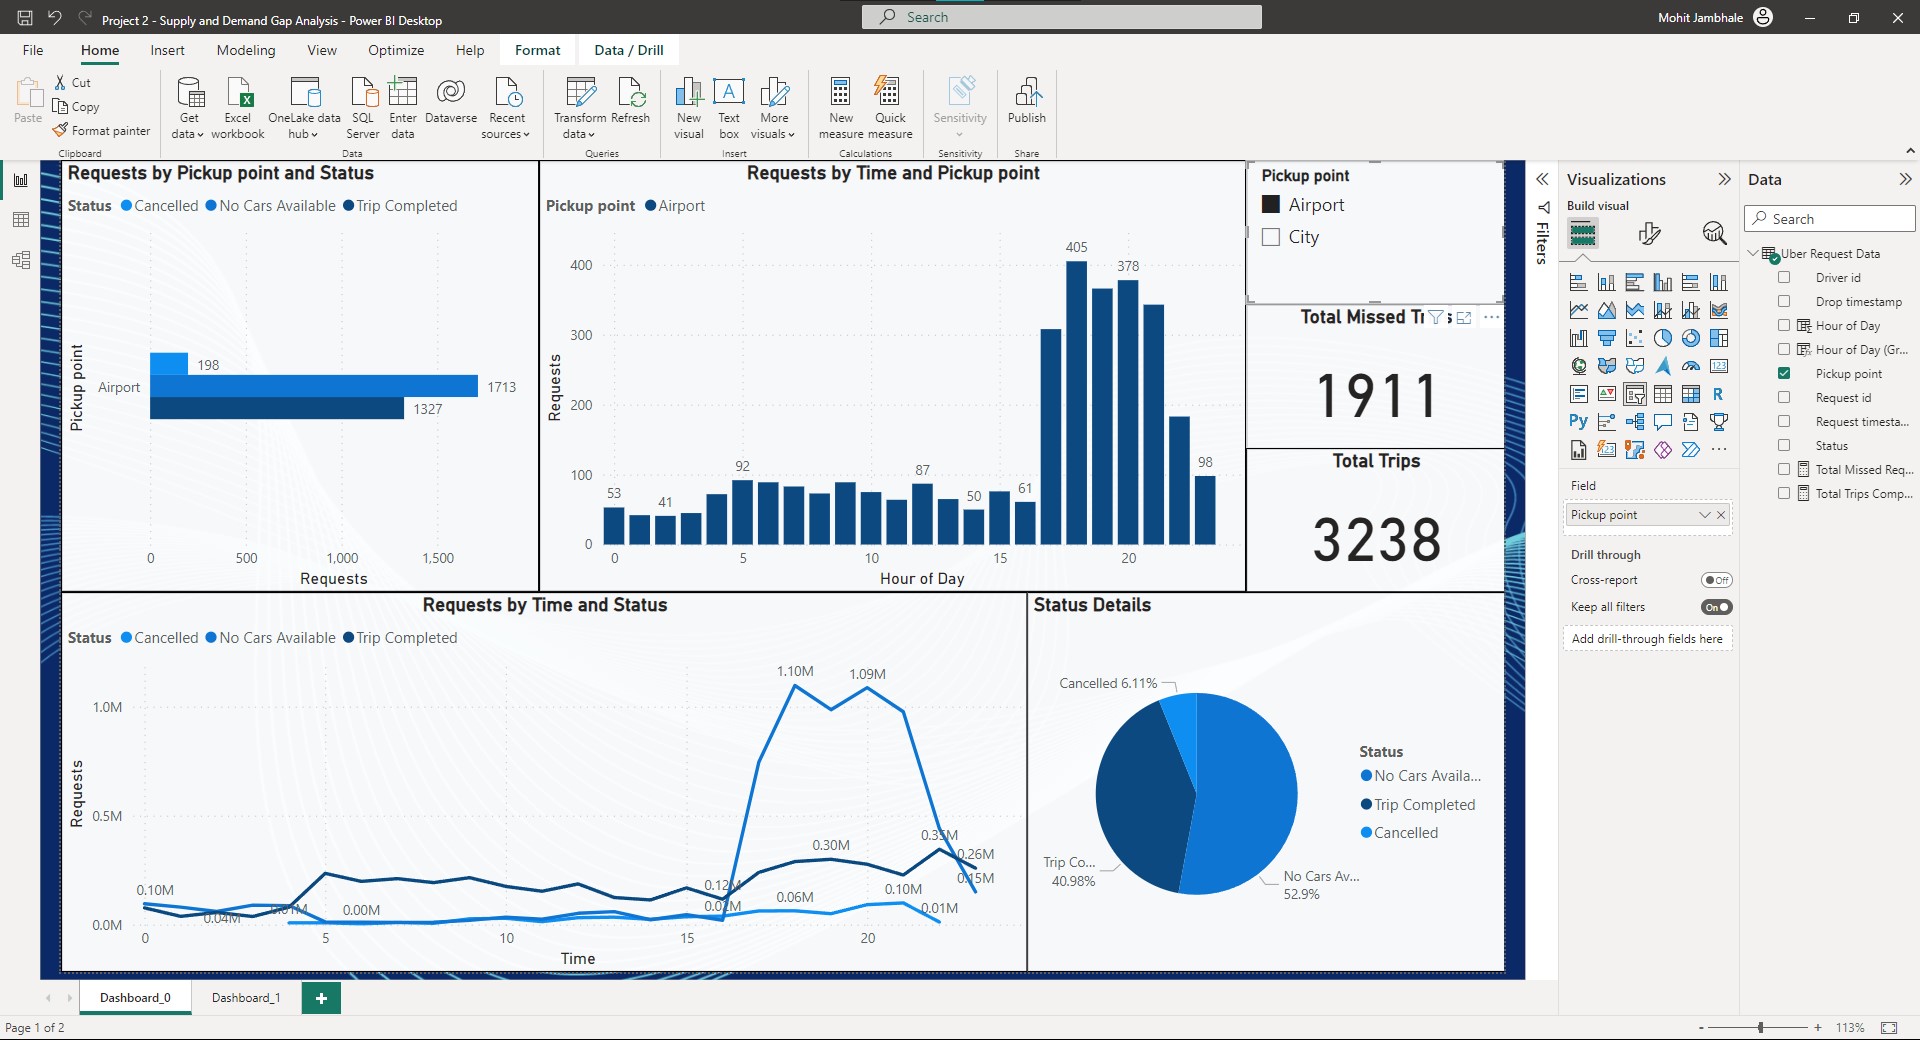 Project 2 - Supply and Demand Gap Analysis - Power BI Desktop
Search
Mohit Jambhale
File Home Insert Modeling View Optimize Help Format Data / Drill
Paste
Cut
Copy
Format painter
Clipboard
Get data
Excel workbook
OneLake data hub
SQL Server
Enter data
Dataverse
Recent sources
Data
Transform data
Refresh
Queries
New visual
Text box
More visuals
Insert
New measure
Quick measure
Calculations
Sensitivity
Sensitivity
Publish
Share
Requests by Pickup point and Status
Status Cancelled No Cars Available Trip Completed
Pickup point
Airport
198
1713
1327
0 500 1,000 1,500
Requests
Requests by Time and Pickup point
Pickup point Airport
Requests
400
300
200
100
0
53 41 92 87 50 61 405 378 98
0 5 10 15 20
Hour of Day
Pickup point
Airport
City
Total Missed Tr s
1911
Total Trips
3238
Requests by Time and Status
Status Cancelled No Cars Available Trip Completed
Requests
1.0M
0.5M
0.0M
0.10M
0.04M
0.01M
0.00M
0.12M
0.02M
1.10M
1.09M
0.30M
0.06M
0.10M
0.35M
0.26M
0.15M
0.01M
0 5 10 15 20
Time
Status Details
Cancelled 6.11%
Trip Co...
40.98%
No Cars Av...
52.9%
Status
No Cars Availa...
Trip Completed
Cancelled
Filters
Visualizations
Build visual
123
R
Py
123
Field
Pickup point
Drill through
Cross-report
Off
Keep all filters
On
Add drill-through fields here
Data
Search
Uber Request Data
Driver id
Drop timestamp
Hour of Day
Hour of Day (Gr...
Pickup point
Request id
Request timesta...
Status
Total Missed Req...
Total Trips Comp...
Dashboard_0 Dashboard_1 +
Page 1 of 2
- + 113%